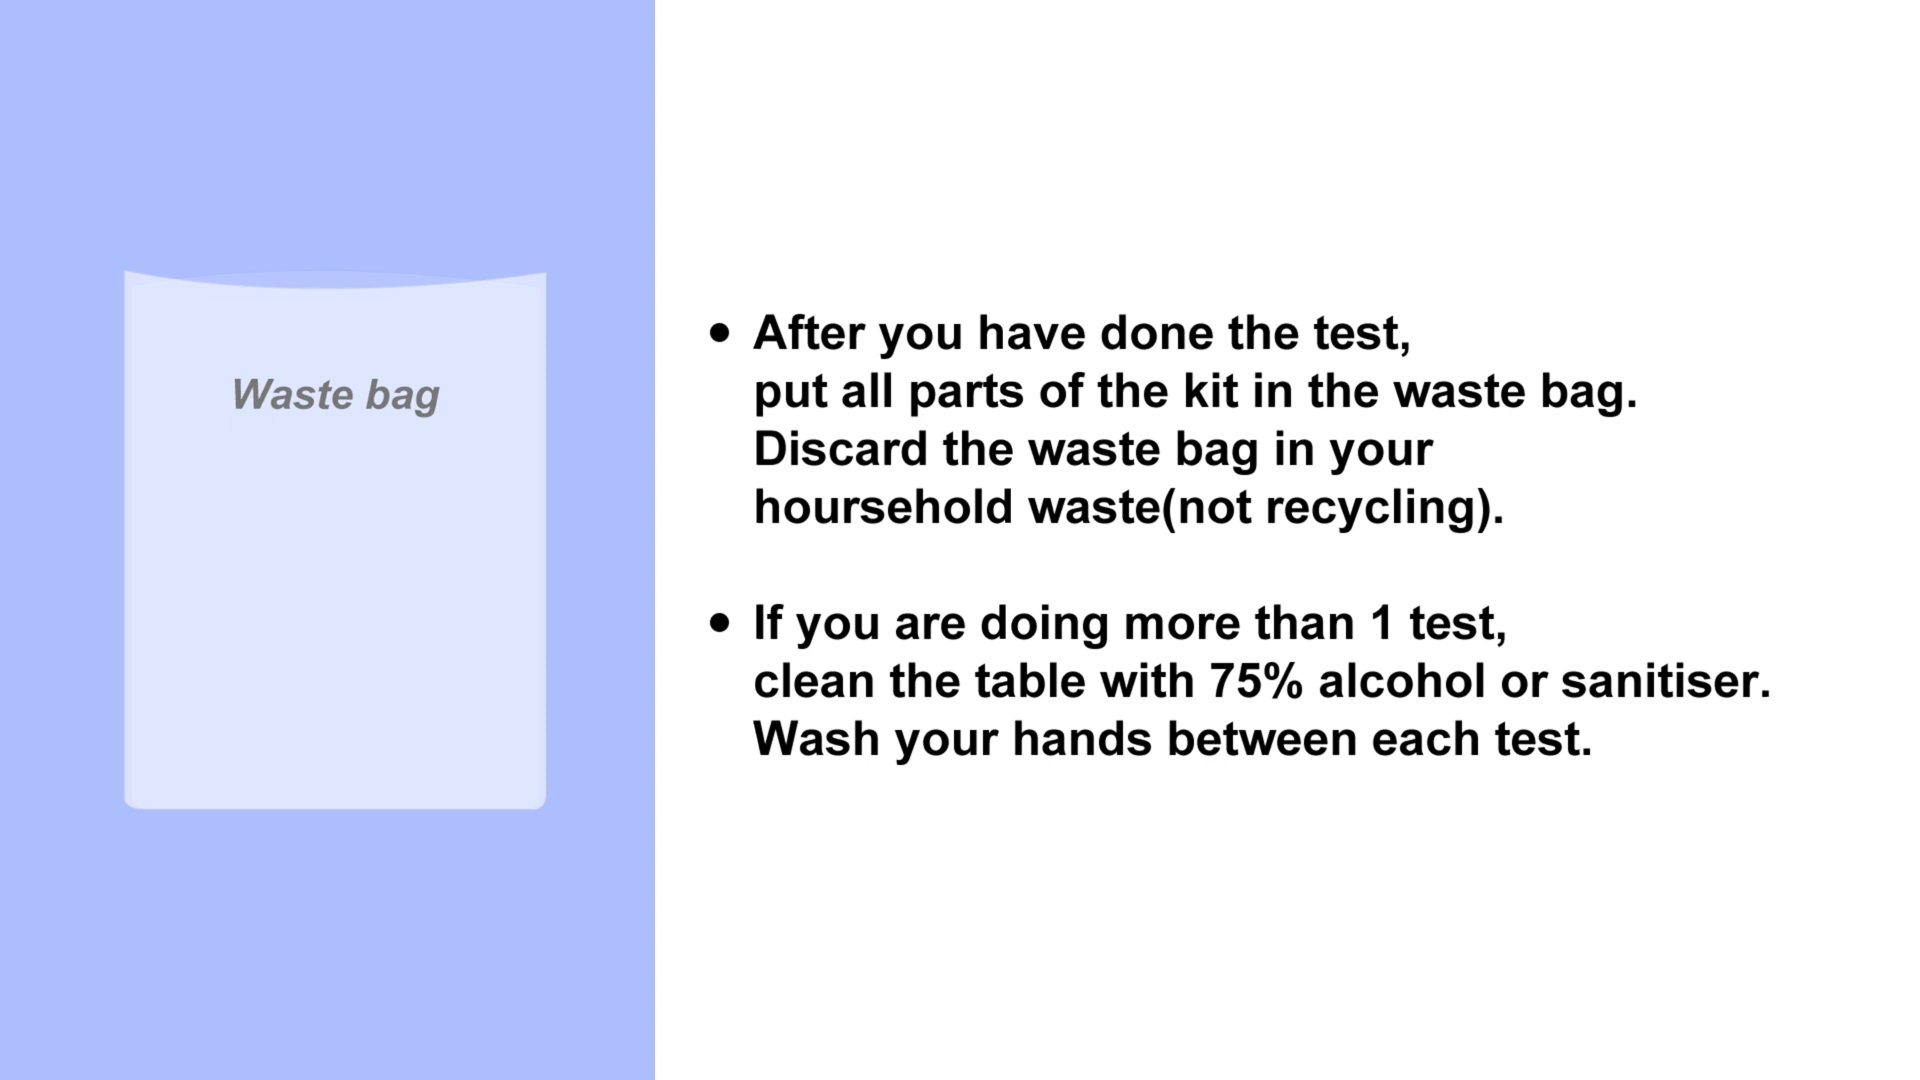 Waste bag
• After you have done the test,
put all parts of the kit in the waste bag.
Discard the waste bag in your
hoursehold waste(not recycling).
• If you are doing more than 1 test,
clean the table with 75% alcohol or sanitiser.
Wash your hands between each test.